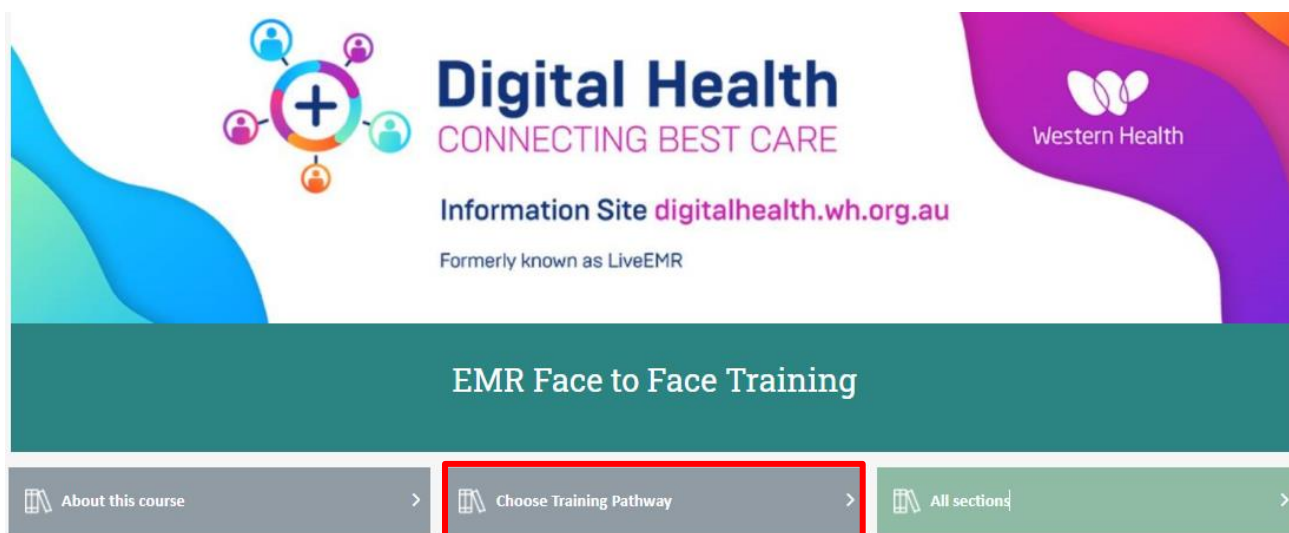 Digital Health
CONNECTING BEST CARE
Western Health
Information Site digitalhealth.wh.org.au
Formerly known as LiveEMR
EMR Face to Face Training
About this course
Choose Training Pathway
All sections